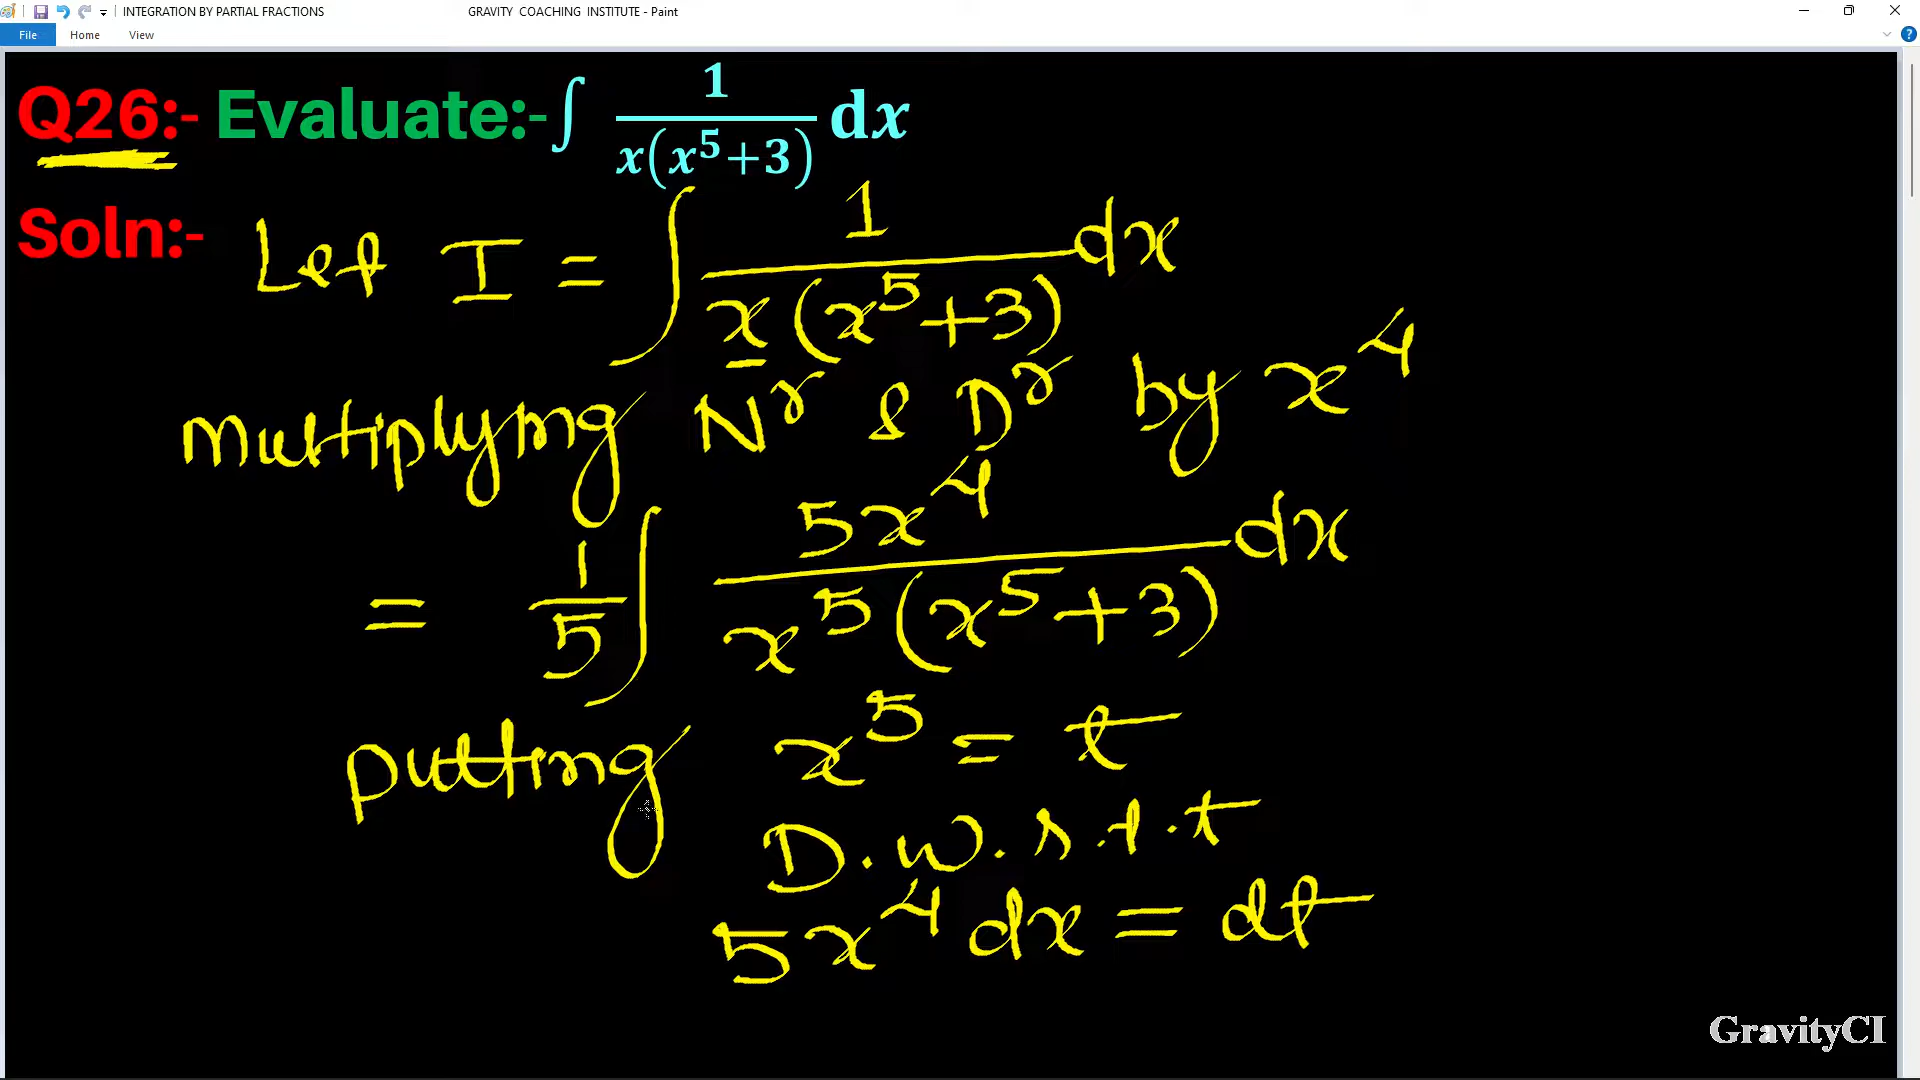 INTEGRATION BY PARTIAL FRACTIONS GRAVITY COACHING INSTITUTE - Paint
File Home View
Q26:- Evaluate:- ∫ 1/(x(x⁵+3)) dx
Soln:- Let I = ∫ 1/(x(x⁵+3)) dx
Multiplying Nʳ & Dʳ by x⁴
= 1/5 ∫ 5x⁴/(x⁵(x⁵+3)) dx
putting x⁵ = t
D.w.r.t.t
5x⁴ dx = dt
GravityCI